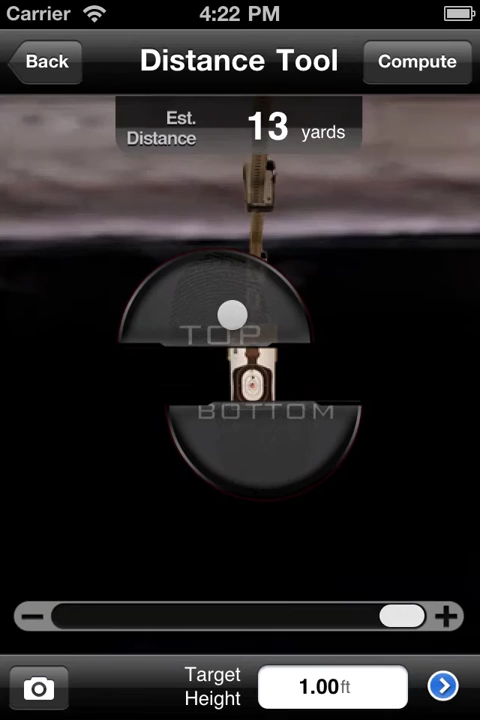 Carrier 4:22 PM
Back Distance Tool Compute
Est. Distance 13 yards
TOP
BOTTOM
Target Height 1.00ft